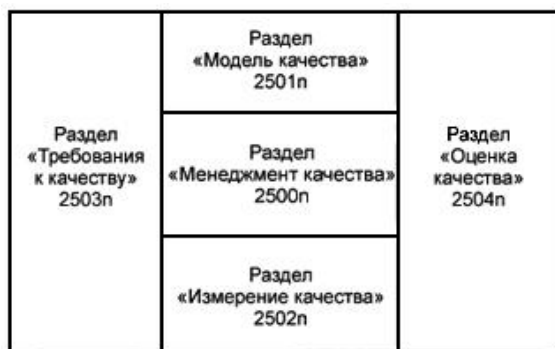 Раздел
«Требования
к качеству»
2503n
Раздел
«Модель качества»
2501n
Раздел
«Менеджмент качества»
2500n
Раздел
«Измерение качества»
2502n
Раздел
«Оценка
качества»
2504n